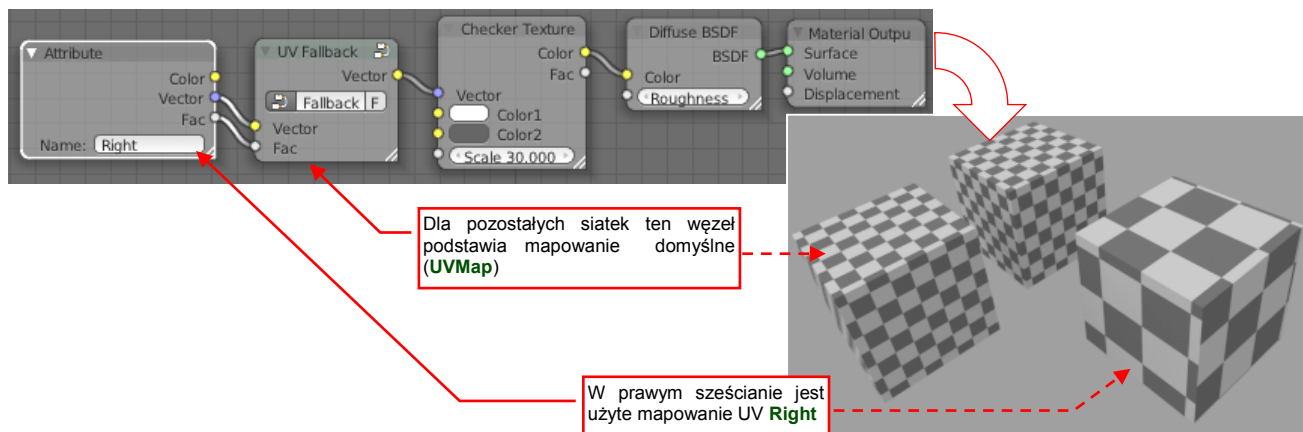 Attribute
Color
Vector
Fac
Name: Right
UV Fallback
Vector
Fallback F
Vector
Fac
Checker Texture
Color
Fac
Vector
Color1
Color2
Scale 30.000
Diffuse BSDF
BSDF
Color
Roughness
Material Outpu
Surface
Volume
Displacement
Dla pozostałych siatek ten węzeł
podstawia mapowanie domyślne
(UVMap)
W prawym sześcianie jest
użyte mapowanie UV Right